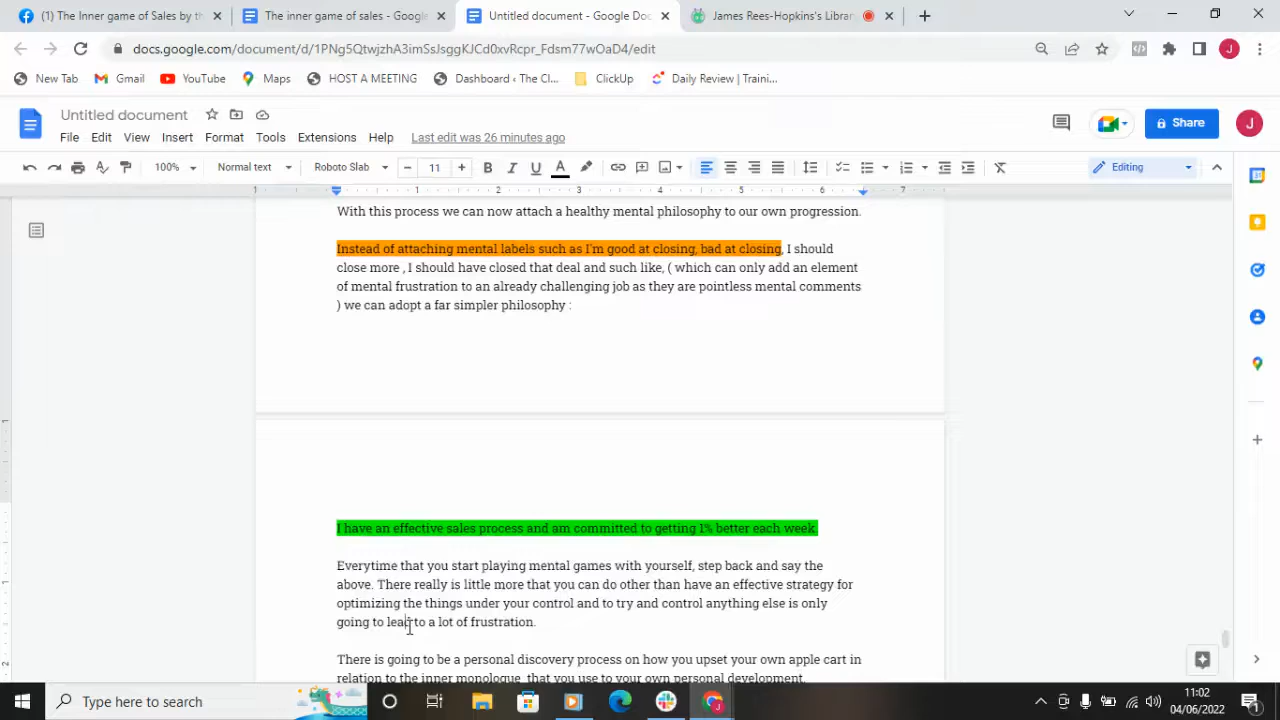 (1) The Inner game of Sales by th
The inner game of sales - Google
Untitled document - Google Doc
James Rees-Hopkins's Library
docs.google.com/document/d/1PNg5QtwjzhA3imSsJsggKJCd0xvRcpr_Fdsm77wOaD4/edit
J
New Tab
Gmail
YouTube
Maps
HOST A MEETING
Dashboard ‹ The Cl...
ClickUp
Daily Review | Traini...
Untitled document
File Edit View Insert Format Tools Extensions Help Last edit was 26 minutes ago
Share
J
100% Normal text Roboto Slab 11 B I U A Editing
1 1 2 3 4 5 6 7
With this process we can now attach a healthy mental philosophy to our own progression.
Instead of attaching mental labels such as I'm good at closing, bad at closing, I should
close more , I should have closed that deal and such like, ( which can only add an element
of mental frustration to an already challenging job as they are pointless mental comments
) we can adopt a far simpler philosophy :
I have an effective sales process and am committed to getting 1% better each week.
Everytime that you start playing mental games with yourself, step back and say the
above. There really is little more that you can do other than have an effective strategy for
optimizing the things under your control and to try and control anything else is only
going to lead to a lot of frustration.
There is going to be a personal discovery process on how you upset your own apple cart in
relation to the inner monologue that you use to your own personal development.
Type here to search
11:02
04/06/2022